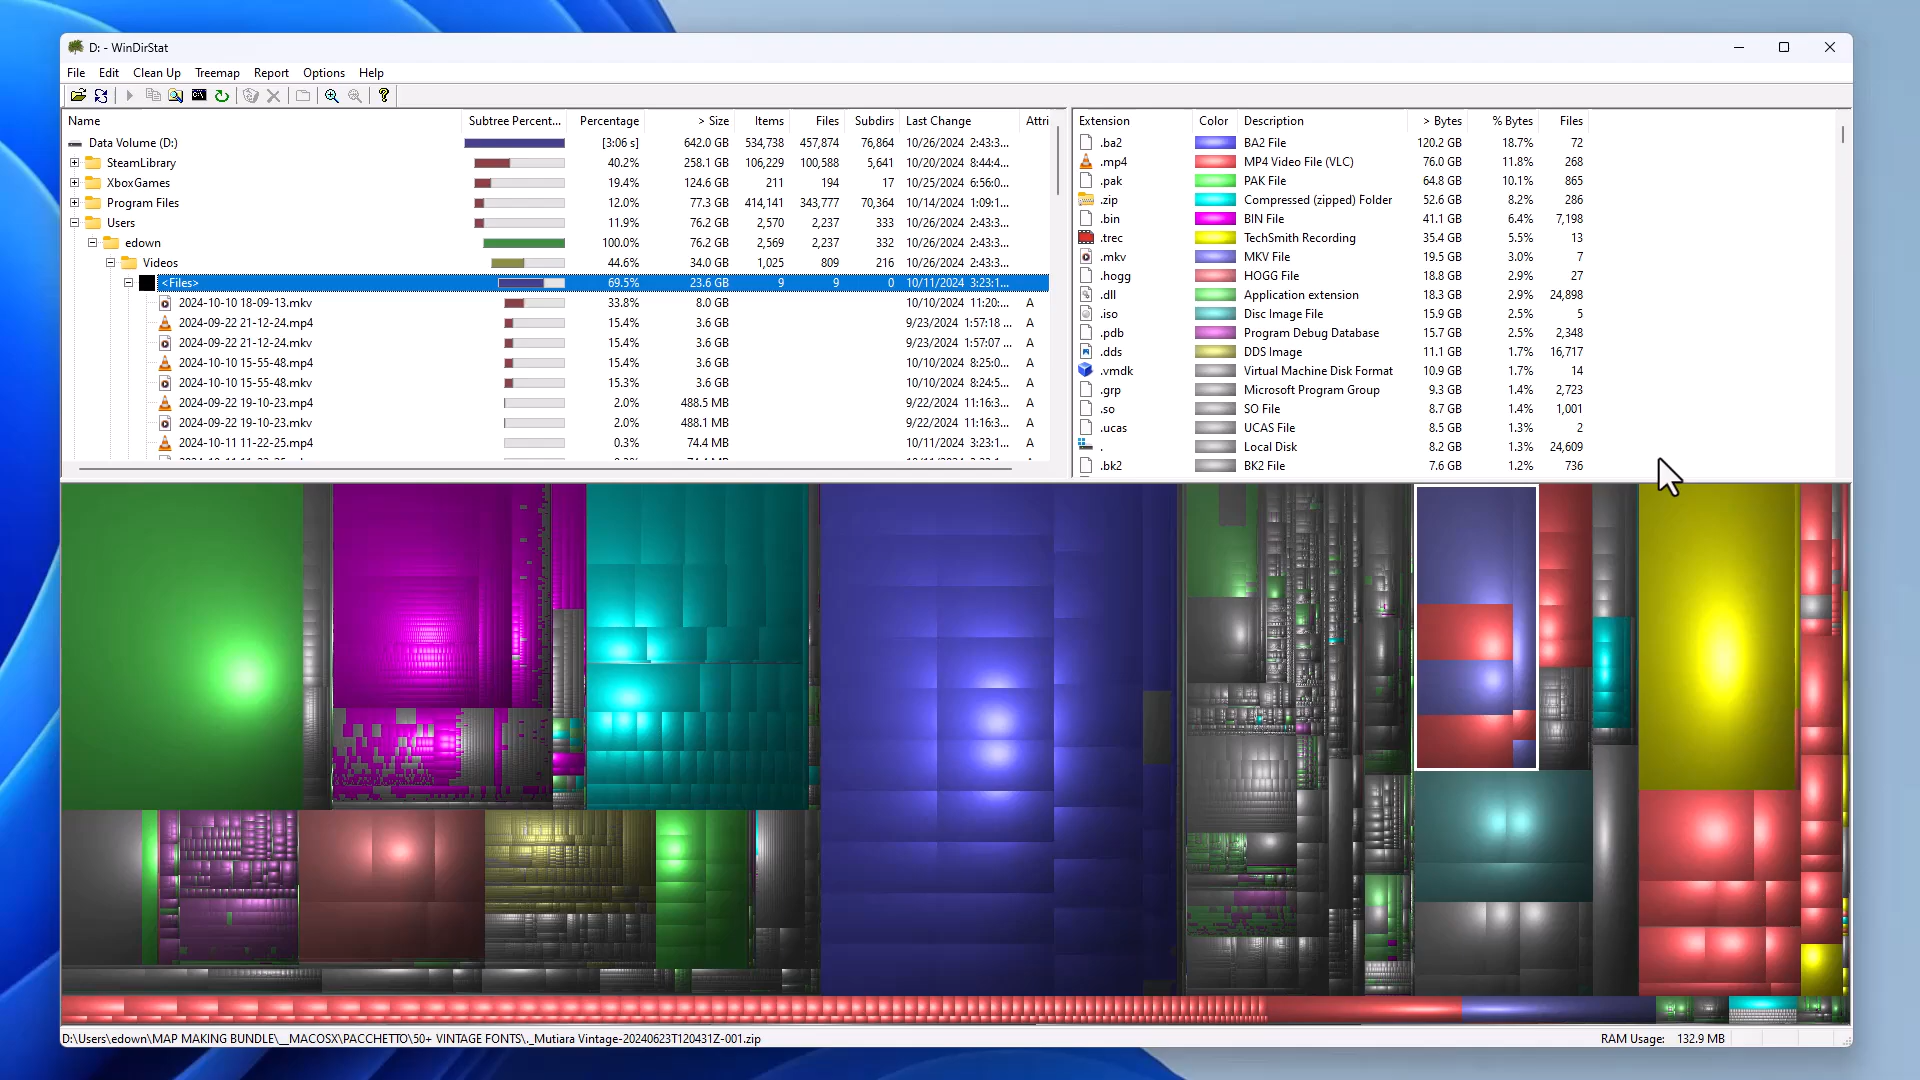 D: - WinDirStat
File Edit Clean Up Treemap Report Options Help
Name Subtree Percent... Percentage > Size Items Files Subdirs Last Change Attri
Data Volume (D:) [3:06 s] 642.0 GB 534,738 457,874 76,864 10/26/2024 2:43:3...
SteamLibrary 40.2% 258.1 GB 106,229 100,588 5,641 10/20/2024 8:44:4...
XboxGames 19.4% 124.6 GB 211 194 17 10/25/2024 6:56:0...
Program Files 12.0% 77.3 GB 414,141 343,777 70,364 10/14/2024 1:09:1...
Users 11.9% 76.2 GB 2,570 2,237 333 10/26/2024 2:43:3...
edown 100.0% 76.2 GB 2,569 2,237 332 10/26/2024 2:43:3...
Videos 44.6% 34.0 GB 1,025 809 216 10/26/2024 2:43:3...
<Files> 69.5% 23.6 GB 9 9 0 10/11/2024 3:23:1...
2024-10-10 18-09-13.mkv 33.8% 8.0 GB 10/10/2024 11:20:... A
2024-09-22 21-12-24.mp4 15.4% 3.6 GB 9/23/2024 1:57:18 ... A
2024-09-22 21-12-24.mkv 15.4% 3.6 GB 9/23/2024 1:57:07 ... A
2024-10-10 15-55-48.mp4 15.4% 3.6 GB 10/10/2024 8:25:0... A
2024-10-10 15-55-48.mkv 15.3% 3.6 GB 10/10/2024 8:24:5... A
2024-09-22 19-10-23.mp4 2.0% 488.5 MB 9/22/2024 11:16:3... A
2024-09-22 19-10-23.mkv 2.0% 488.1 MB 9/22/2024 11:16:3... A
2024-10-11 11-22-25.mp4 0.3% 74.4 MB 10/11/2024 3:23:1... A
Extension Color Description > Bytes % Bytes Files
.ba2 BA2 File 120.2 GB 18.7% 72
.mp4 MP4 Video File (VLC) 76.0 GB 11.8% 268
.pak PAK File 64.8 GB 10.1% 865
.zip Compressed (zipped) Folder 52.6 GB 8.2% 286
.bin BIN File 41.1 GB 6.4% 7,198
.trec TechSmith Recording 35.4 GB 5.5% 13
.mkv MKV File 19.5 GB 3.0% 7
.hogg HOGG File 18.8 GB 2.9% 27
.dll Application extension 18.3 GB 2.9% 24,898
.iso Disc Image File 15.9 GB 2.5% 5
.pdb Program Debug Database 15.7 GB 2.5% 2,348
.dds DDS Image 11.1 GB 1.7% 16,717
.vmdk Virtual Machine Disk Format 10.9 GB 1.7% 14
.grp Microsoft Program Group 9.3 GB 1.4% 2,723
.so SO File 8.7 GB 1.4% 1,001
.ucas UCAS File 8.5 GB 1.3% 2
. Local Disk 8.2 GB 1.3% 24,609
.bk2 BK2 File 7.6 GB 1.2% 736
D:\Users\edown\MAP MAKING BUNDLE\__MACOSX\PACCHETTO\50+ VINTAGE FONTS\._Mutiara Vintage-20240623T120431Z-001.zip RAM Usage: 132.9 MB